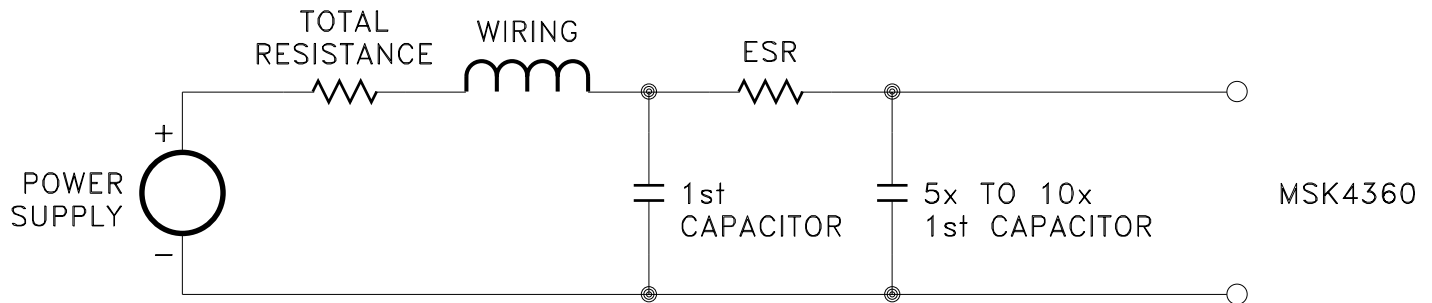 TOTAL
RESISTANCE
WIRING
ESR
+
POWER
SUPPLY
−
1st
CAPACITOR
5x TO 10x
1st CAPACITOR
MSK4360